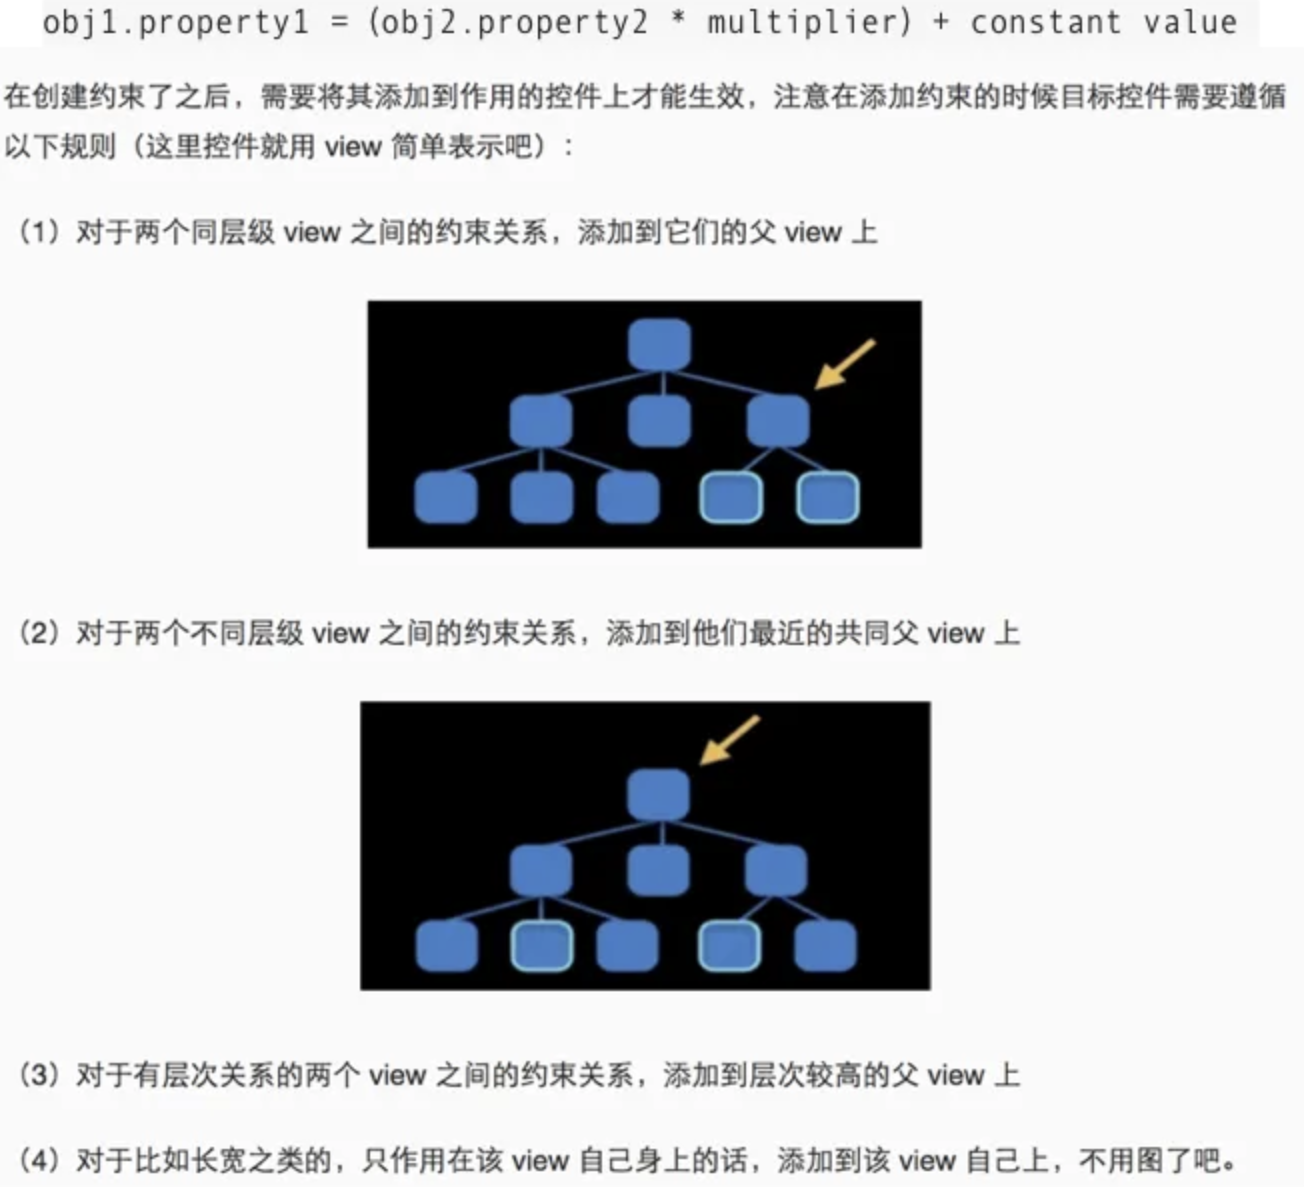 obj1.property1 = (obj2.property2 * multiplier) + constant value
在创建约束了之后，需要将其添加到作用的控件上才能生效，注意在添加约束的时候目标控件需要遵循
以下规则（这里控件就用 view 简单表示吧）：
（1）对于两个同层级 view 之间的约束关系，添加到它们的父 view 上
（2）对于两个不同层级 view 之间的约束关系，添加到他们最近的共同父 view 上
（3）对于有层次关系的两个 view 之间的约束关系，添加到层次较高的父 view 上
（4）对于比如长宽之类的，只作用在该 view 自己身上的话，添加到该 view 自己上，不用图了吧。